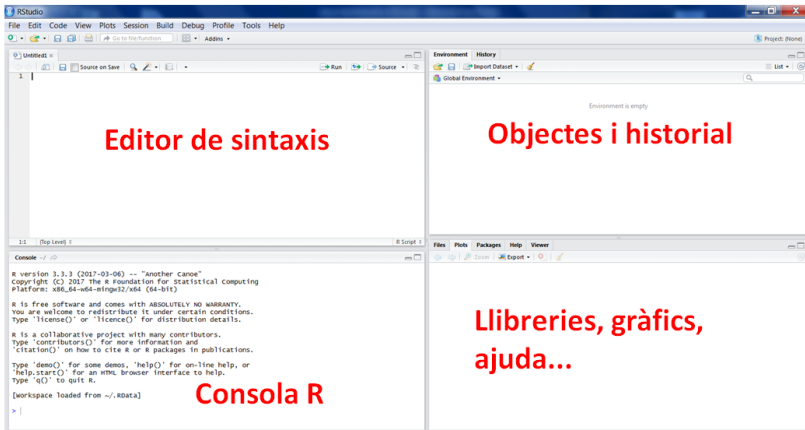 RStudio
File Edit Code View Plots Session Build Debug Profile Tools Help
Go to file/function Addins Project: (None)
Untitled1
Source on Save Run Source
1
Editor de sintaxis
1:1 (Top Level) R Script
Environment History
Import Dataset List
Global Environment
Environment is empty
Objectes i historial
Console ~/
R version 3.3.3 (2017-03-06) -- "Another Canoe"
Copyright (C) 2017 The R Foundation for Statistical Computing
Platform: x86_64-w64-mingw32/x64 (64-bit)
R is free software and comes with ABSOLUTELY NO WARRANTY.
You are welcome to redistribute it under certain conditions.
Type 'license()' or 'licence()' for distribution details.
R is a collaborative project with many contributors.
Type 'contributors()' for more information and
'citation()' on how to cite R or R packages in publications.
Type 'demo()' for some demos, 'help()' for on-line help, or
'help.start()' for an HTML browser interface to help.
Type 'q()' to quit R.
[Workspace loaded from ~/.RData]
>
Consola R
Files Plots Packages Help Viewer
Zoom Export
Llibreries, gràfics,
ajuda...